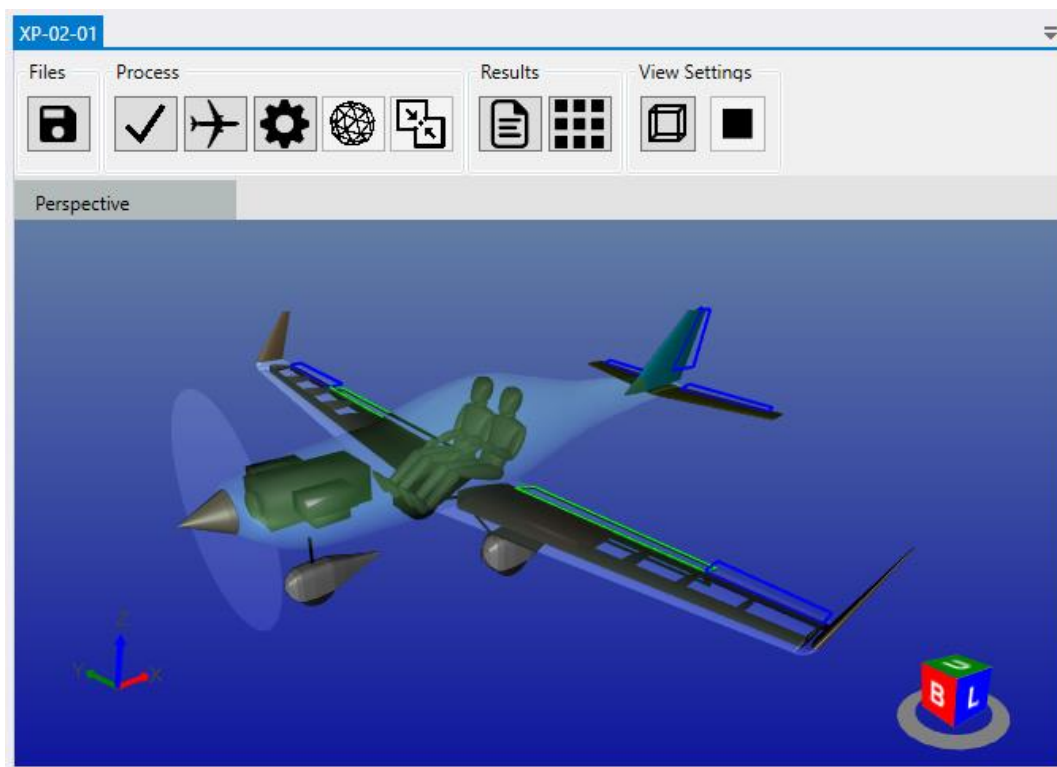 XP-02-01
Files Process Results View Settings
Perspective
Z
Y X
U
B L